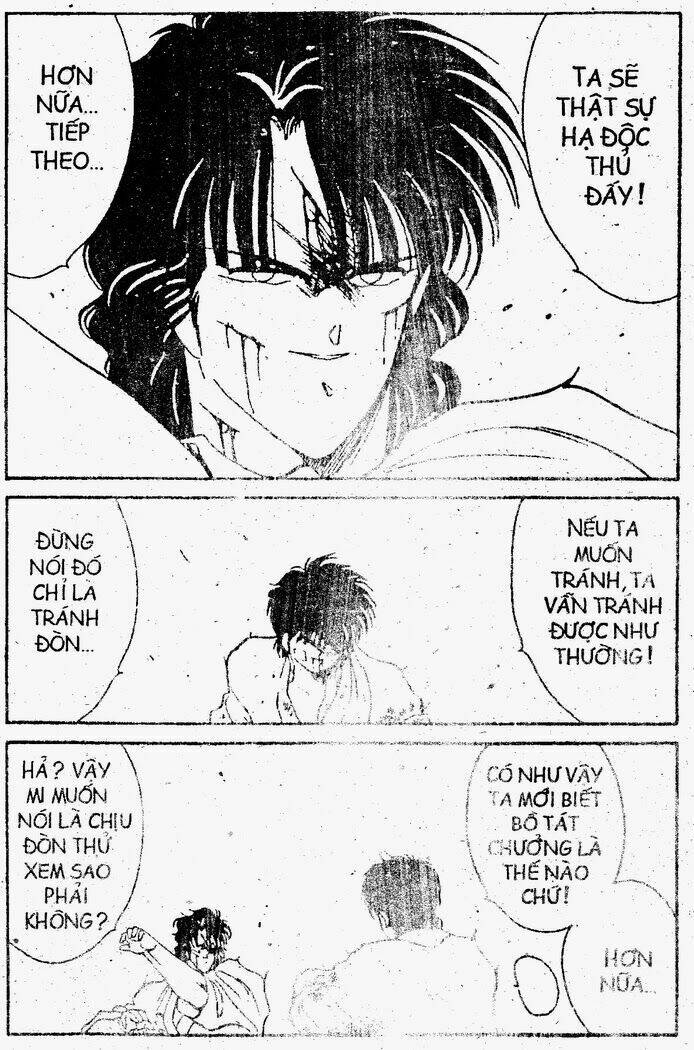 HƠN
NỮA...
TIẾP
THEO...
TA SẼ
THẬT SỰ
HẠ ĐỘC
THỦ
ĐẤY!
ĐỪNG
NÓI ĐÓ
CHỈ LÀ
TRÁNH
ĐÒN...
NẾU TA
MUỐN
TRÁNH, TA
VẪN TRÁNH
ĐƯỢC NHƯ
THƯỜNG!
HẢ? VẬY
MI MUỐN
NÓI LÀ CHỊU
ĐÒN THỬ
XEM SAO
PHẢI
KHÔNG?
CÓ NHƯ VẬY
TA MỚI BIẾT
BỒ TÁT
CHƯỞNG LÀ
THẾ NÀO
CHỨ!
HƠN
NỮA...